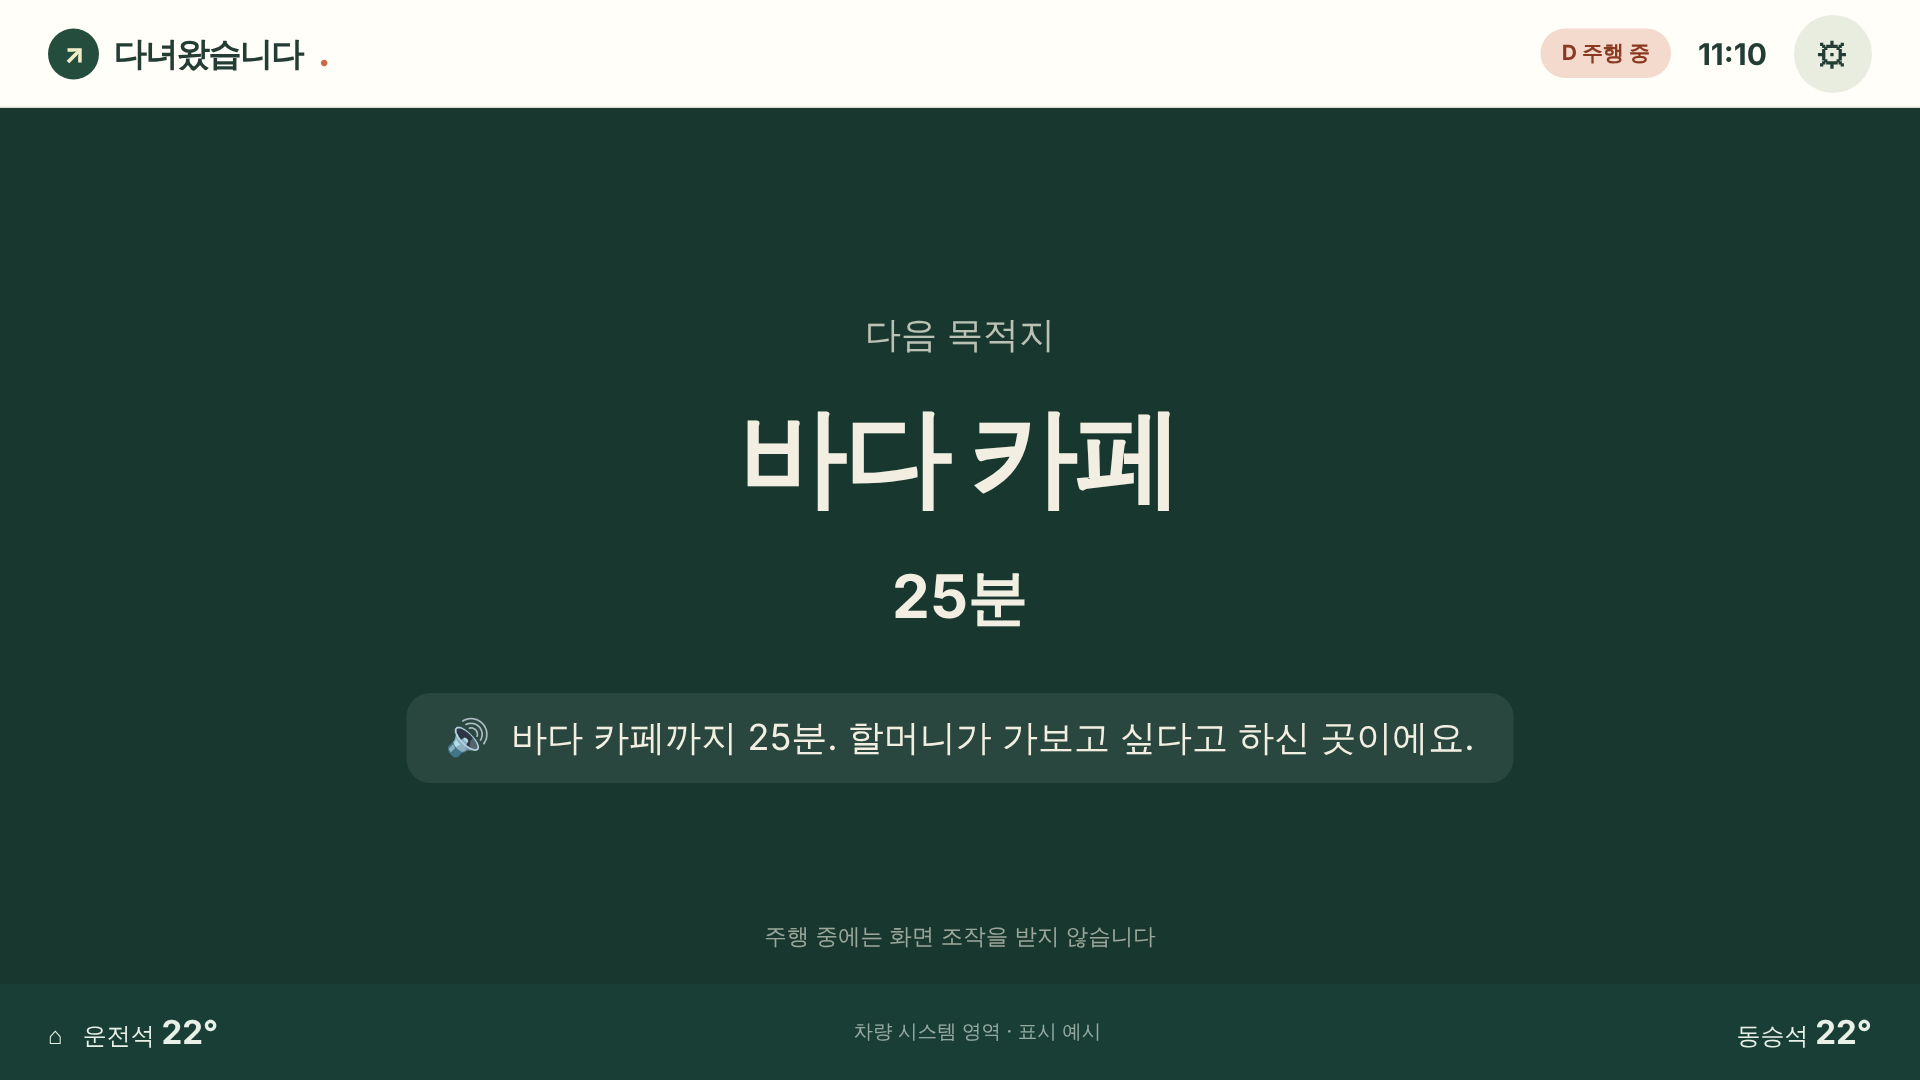 다녀왔습니다.
D 주행 중
11:10
다음 목적지
바다 카페
25분
바다 카페까지 25분. 할머니가 가보고 싶다고 하신 곳이에요.
주행 중에는 화면 조작을 받지 않습니다
운전석 22°
차량 시스템 영역 · 표시 예시
동승석 22°